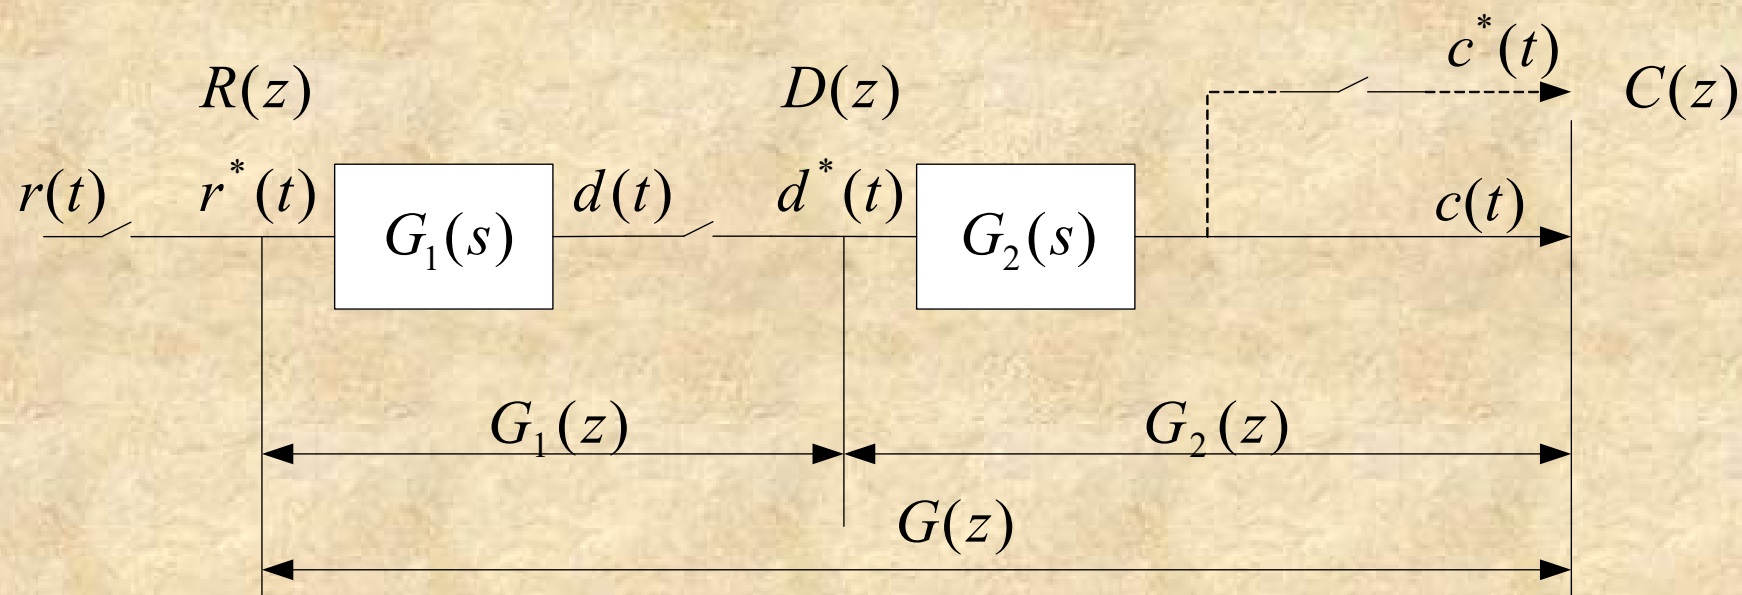 c*(t)
R(z) D(z) C(z)
r(t) r*(t) d(t) d*(t) c(t)
G₁(s) G₂(s)
G₁(z) G₂(z)
G(z)